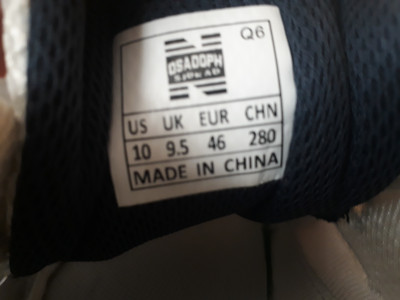 Q6
N
OSADOPH
US UK EUR CHN
10 9.5 46 280
MADE IN CHINA